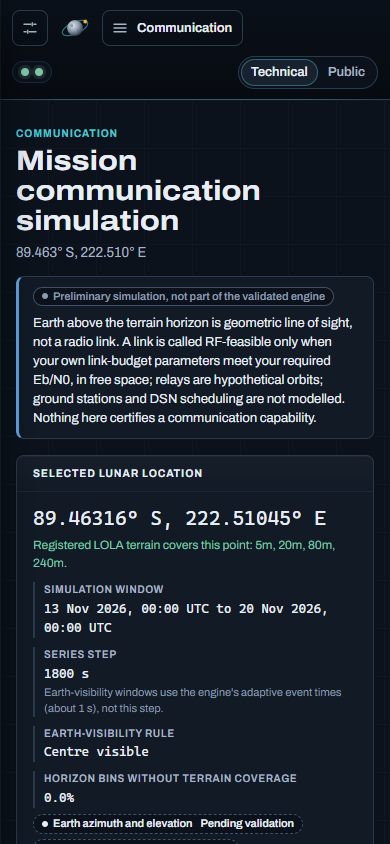 Communication
Technical Public
COMMUNICATION
Mission
communication
simulation
89.463° S, 222.510° E
Preliminary simulation, not part of the validated engine
Earth above the terrain horizon is geometric line of sight,
not a radio link. A link is called RF-feasible only when
your own link-budget parameters meet your required
Eb/N0, in free space; relays are hypothetical orbits;
ground stations and DSN scheduling are not modelled.
Nothing here certifies a communication capability.
SELECTED LUNAR LOCATION
89.46316° S, 222.51045° E
Registered LOLA terrain covers this point: 5m, 20m, 80m,
240m.
SIMULATION WINDOW
13 Nov 2026, 00:00 UTC to 20 Nov 2026,
00:00 UTC
SERIES STEP
1800 s
Earth-visibility windows use the engine's adaptive event times
(about 1 s), not this step.
EARTH-VISIBILITY RULE
Centre visible
HORIZON BINS WITHOUT TERRAIN COVERAGE
0.0%
Earth azimuth and elevation Pending validation